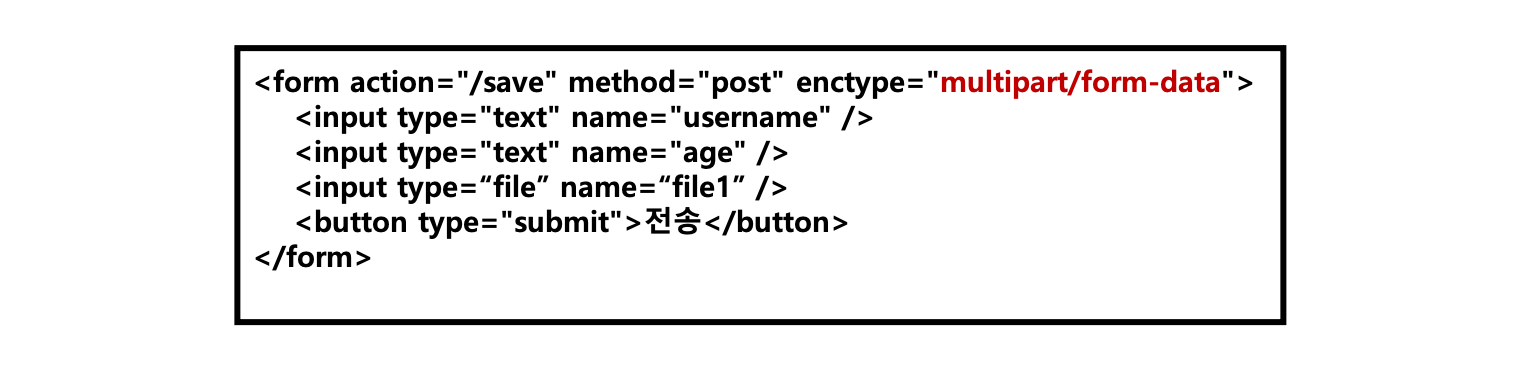 <form action="/save" method="post" enctype="multipart/form-data">
<input type="text" name="username" />
<input type="text" name="age" />
<input type=“file” name=“file1” />
<button type="submit">전송</button>
</form>